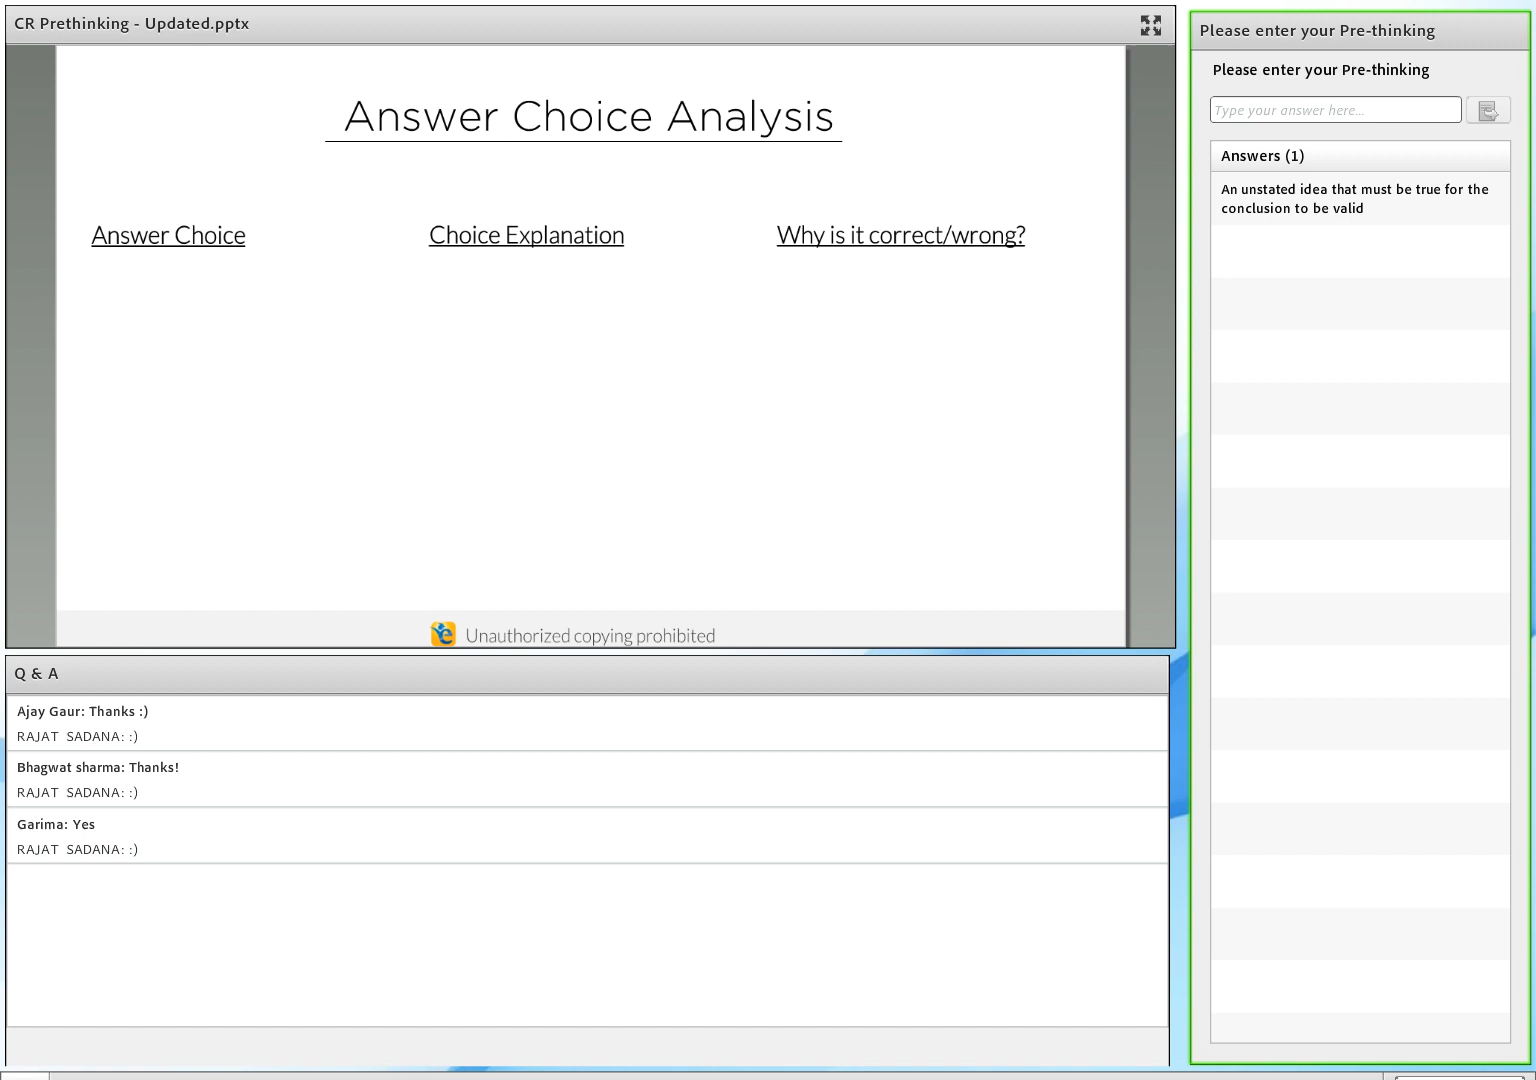 CR Prethinking - Updated.pptx
Answer Choice Analysis
Answer Choice
Choice Explanation
Why is it correct/wrong?
Unauthorized copying prohibited
Q & A
Ajay Gaur: Thanks :)
RAJAT SADANA: :)
Bhagwat sharma: Thanks!
RAJAT SADANA: :)
Garima: Yes
RAJAT SADANA: :)
Please enter your Pre-thinking
Please enter your Pre-thinking
Type your answer here...
Answers (1)
An unstated idea that must be true for the
conclusion to be valid